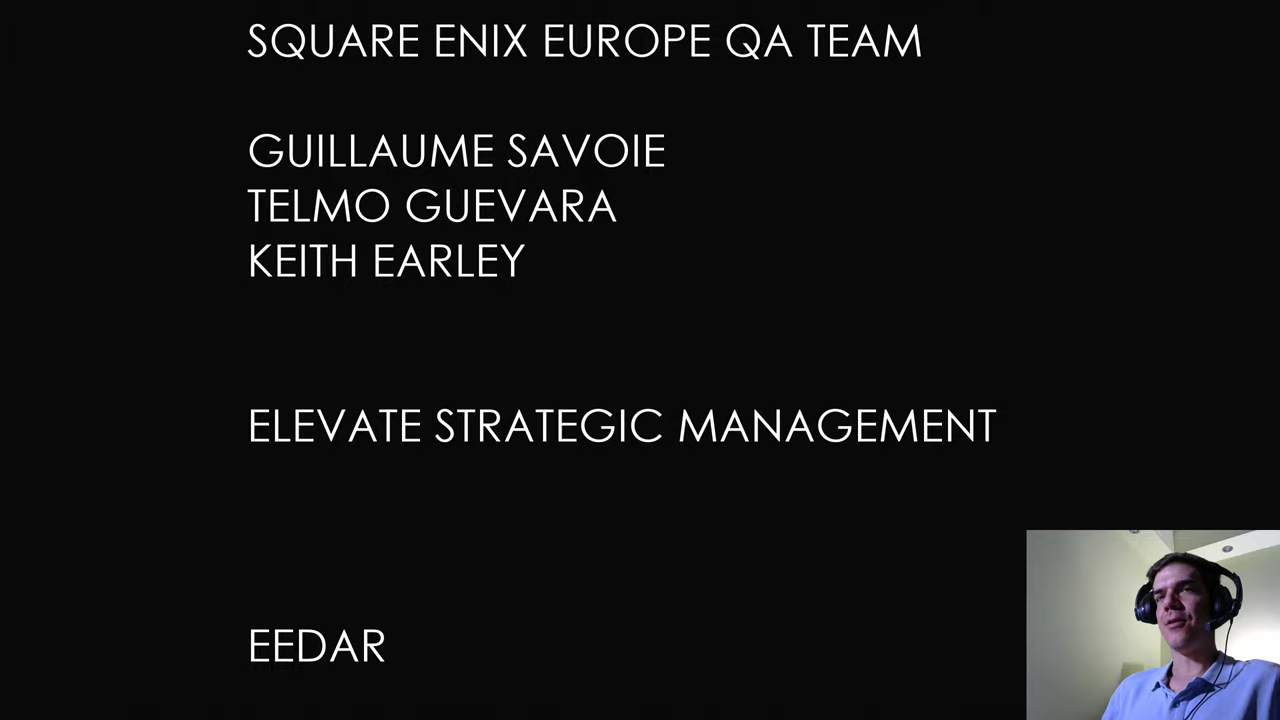 SQUARE ENIX EUROPE QA TEAM
GUILLAUME SAVOIE
TELMO GUEVARA
KEITH EARLEY
ELEVATE STRATEGIC MANAGEMENT
EEDAR